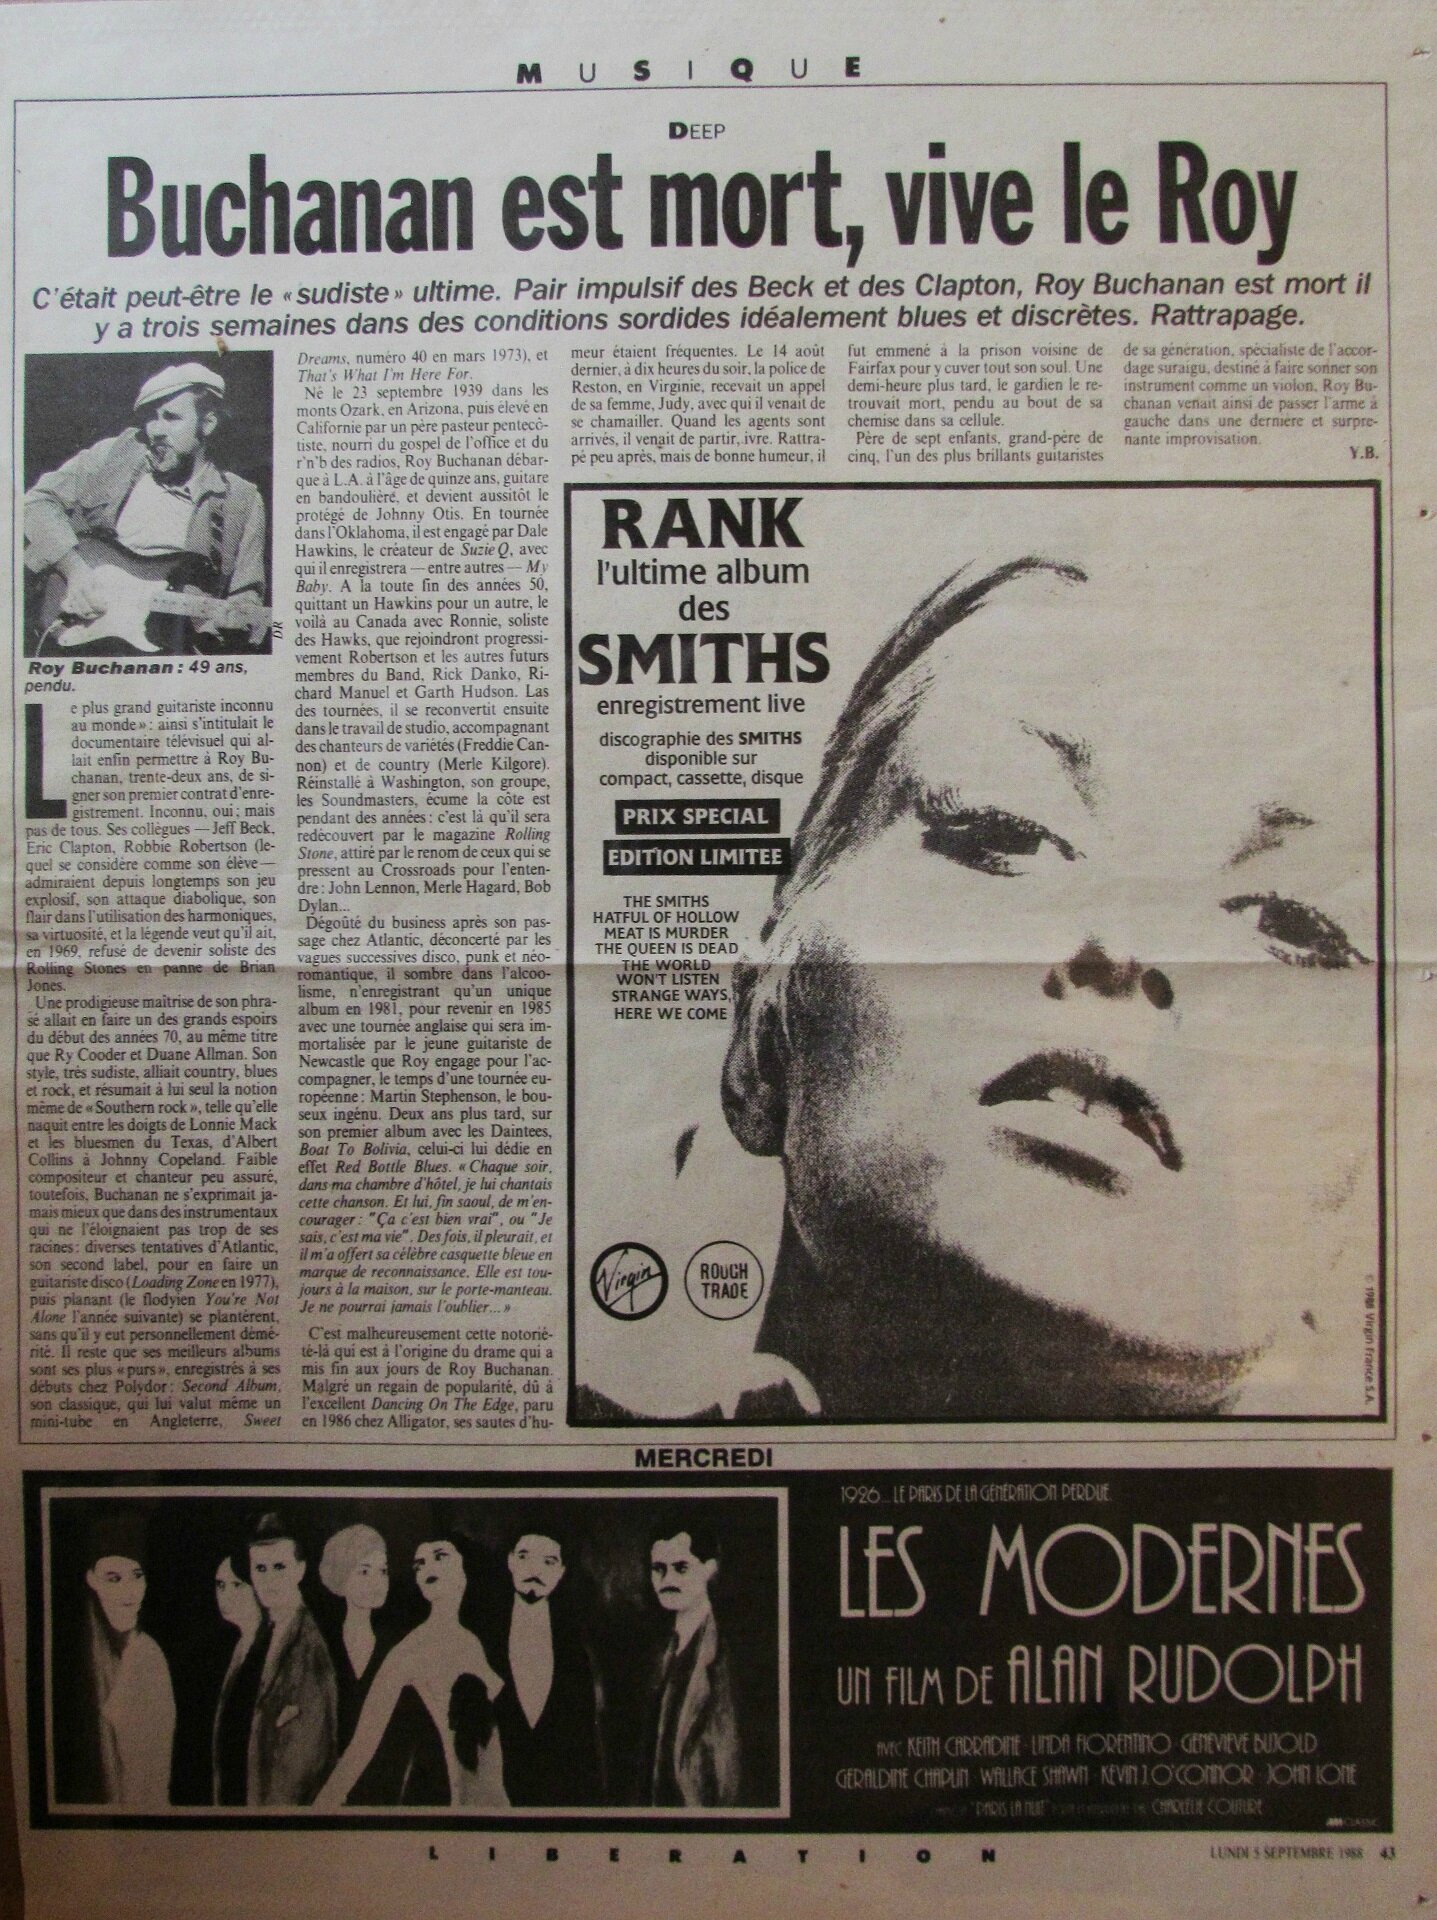 MUSIQUE
DEEP
Buchanan est mort, vive le Roy
C'était peut-être le «sudiste» ultime. Pair impulsif des Beck et des Clapton, Roy Buchanan est mort il
y a trois semaines dans des conditions sordides idéalement blues et discrètes. Rattrapage.
DR
Roy Buchanan : 49 ans,
pendu.
Le plus grand guitariste inconnu
au monde» : ainsi s'intitulait le
documentaire télévisuel qui al-
lait enfin permettre à Roy Bu-
chanan, trente-deux ans, de si-
gner son premier contrat d'enre-
gistrement. Inconnu, oui ; mais
pas de tous. Ses collègues — Jeff Beck,
Eric Clapton, Robbie Robertson (le-
quel se considère comme son élève —
admiraient depuis longtemps son jeu
explosif, son attaque diabolique, son
flair dans l'utilisation des harmoniques,
sa virtuosité, et la légende veut qu'il ait,
en 1969, refusé de devenir soliste des
Rolling Stones en panne de Brian
Jones.
Une prodigieuse maîtrise de son phra-
sé allait en faire un des grands espoirs
du début des années 70, au même titre
que Ry Cooder et Duane Allman. Son
style, très sudiste, alliait country, blues
et rock, et résumait à lui seul la notion
même de «Southern rock», telle qu'elle
naquit entre les doigts de Lonnie Mack
et les bluesmen du Texas, d'Albert
Collins à Johnny Copeland. Faible
compositeur et chanteur peu assuré,
toutefois, Buchanan ne s'exprimait ja-
mais mieux que dans des instrumentaux
qui ne l'éloignaient pas trop de ses
racines : diverses tentatives d'Atlantic,
son second label, pour en faire un
guitariste disco (Loading Zone en 1977),
puis planant (le flodyien You're Not
Alone l'année suivante) se plantèrent,
sans qu'il y eut personnellement démé-
rité. Il reste que ses meilleurs albums
sont ses plus «purs», enregistrés à ses
débuts chez Polydor : Second Album,
son classique, qui lui valut même un
mini-tube en Angleterre, Sweet
Dreams, numéro 40 en mars 1973), et
That's What I'm Here For.
Né le 23 septembre 1939 dans les
monts Ozark, en Arizona, puis élevé en
Californie par un père pasteur pentecô-
tiste, nourri du gospel de l'office et du
r'n'b des radios, Roy Buchanan débar-
que à L.A. à l'âge de quinze ans, guitare
en bandoulière, et devient aussitôt le
protégé de Johnny Otis. En tournée
dans l'Oklahoma, il est engagé par Dale
Hawkins, le créateur de Suzie Q, avec
qui il enregistrera — entre autres — My
Baby. A la toute fin des années 50,
quittant un Hawkins pour un autre, le
voilà au Canada avec Ronnie, soliste
des Hawks, que rejoindront progressi-
vement Robertson et les autres futurs
membres du Band, Rick Danko, Ri-
chard Manuel et Garth Hudson. Las
des tournées, il se reconvertit ensuite
dans le travail de studio, accompagnant
des chanteurs de variétés (Freddie Can-
non) et de country (Merle Kilgore).
Réinstallé à Washington, son groupe,
les Soundmasters, écume la côte est
pendant des années : c'est là qu'il sera
redécouvert par le magazine Rolling
Stone, attiré par le renom de ceux qui se
pressent au Crossroads pour l'enten-
dre : John Lennon, Merle Hagard, Bob
Dylan...
Dégoûté du business après son pas-
sage chez Atlantic, déconcerté par les
vagues successives disco, punk et néo-
romantique, il sombre dans l'alcoo-
lisme, n'enregistrant qu'un unique
album en 1981, pour revenir en 1985
avec une tournée anglaise qui sera im-
mortalisée par le jeune guitariste de
Newcastle que Roy engage pour l'ac-
compagner, le temps d'une tournée eu-
ropéenne : Martin Stephenson, le bou-
seux ingénu. Deux ans plus tard, sur
son premier album avec les Daintees,
Boat To Bolivia, celui-ci lui dédie en
effet Red Bottle Blues. «Chaque soir,
dans ma chambre d'hôtel, je lui chantais
cette chanson. Et lui, fin saoul, de m'en-
courager : "Ça c'est bien vrai", ou "Je
sais, c'est ma vie". Des fois, il pleurait, et
il m'a offert sa célèbre casquette bleue en
marque de reconnaissance. Elle est tou-
jours à la maison, sur le porte-manteau.
Je ne pourrai jamais l'oublier...»
C'est malheureusement cette notorié-
té-là qui est à l'origine du drame qui a
mis fin aux jours de Roy Buchanan.
Malgré un regain de popularité, dû à
l'excellent Dancing On The Edge, paru
en 1986 chez Alligator, ses sautes d'hu-
meur étaient fréquentes. Le 14 août
dernier, à dix heures du soir, la police de
Reston, en Virginie, recevait un appel
de sa femme, Judy, avec qui il venait de
se chamailler. Quand les agents sont
arrivés, il venait de partir, ivre. Rattra-
pé peu après, mais de bonne humeur, il
fut emmené à la prison voisine de
Fairfax pour y cuver tout son soul. Une
demi-heure plus tard, le gardien le re-
trouvait mort, pendu au bout de sa
chemise dans sa cellule.
Père de sept enfants, grand-père de
cinq, l'un des plus brillants guitaristes
de sa génération, spécialiste de l'accor-
dage suraigu, destiné à faire sonner son
instrument comme un violon, Roy Bu-
chanan venait ainsi de passer l'arme à
gauche dans une dernière et surpre-
nante improvisation.
Y.B.
RANK
l'ultime album
des
SMITHS
enregistrement live
discographie des SMITHS
disponible sur
compact, cassette, disque
PRIX SPECIAL
EDITION LIMITEE
THE SMITHS
HATFUL OF HOLLOW
MEAT IS MURDER
THE QUEEN IS DEAD
THE WORLD
WON'T LISTEN
STRANGE WAYS,
HERE WE COME
Virgin
ROUGH
TRADE
© 1988 Virgin France S.A.
MERCREDI
1926... LE PARIS DE LA GÉNÉRATION PERDUE.
LES MODERNES
UN FILM DE ALAN RUDOLPH
AVEC KEITH CARRADINE · LINDA FIORENTINO · GENEVIEVE BUJOLD
GERALDINE CHAPLIN · WALLACE SHAWN · KEVIN J. O'CONNOR · JOHN LONE
"PARIS LA NUIT" CHARLELIE COUTURE
LIBERATION
LUNDI 5 SEPTEMBRE 1988 43